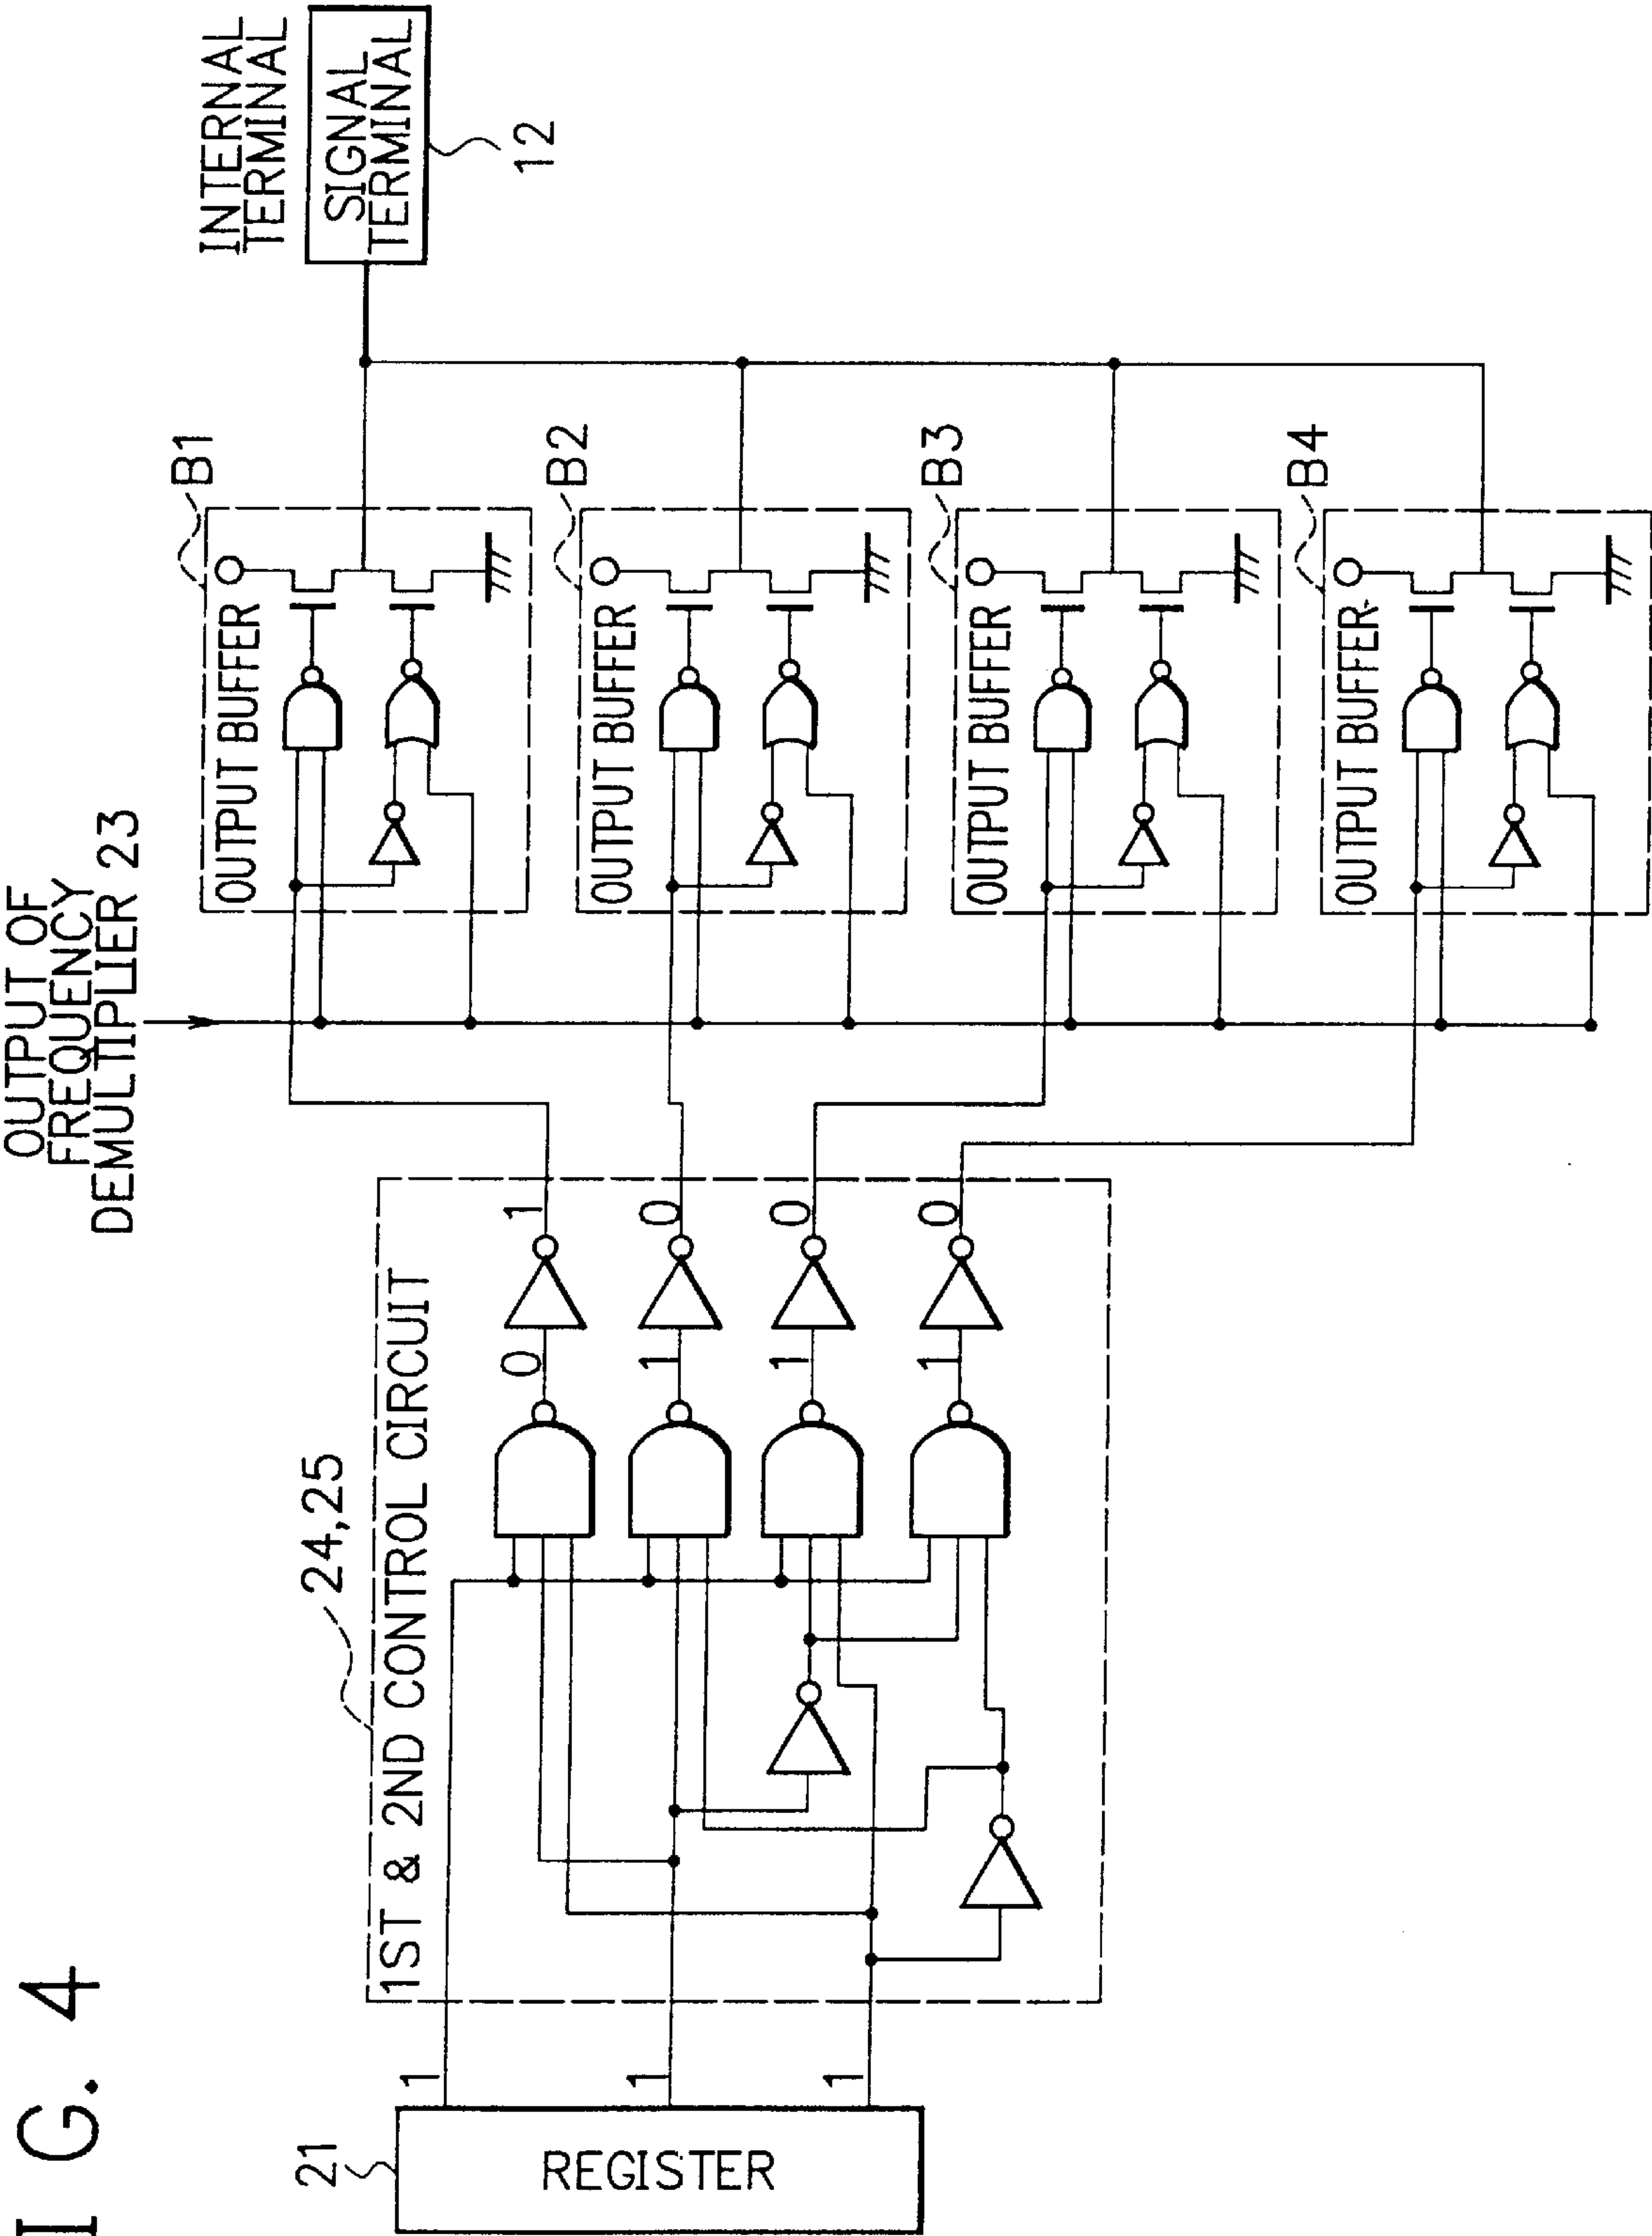 I G. 4
OUTPUT OF
FREQUENCY
DEMULTIPLIER 23
INTERNAL
TERMINAL
SIGNAL
TERMINAL
12
B1
OUTPUT BUFFER
B2
OUTPUT BUFFER
B3
OUTPUT BUFFER
B4
OUTPUT BUFFER
24,25
1ST & 2ND CONTROL CIRCUIT
0
1
1
0
1
0
1
0
21
REGISTER
1
1
1